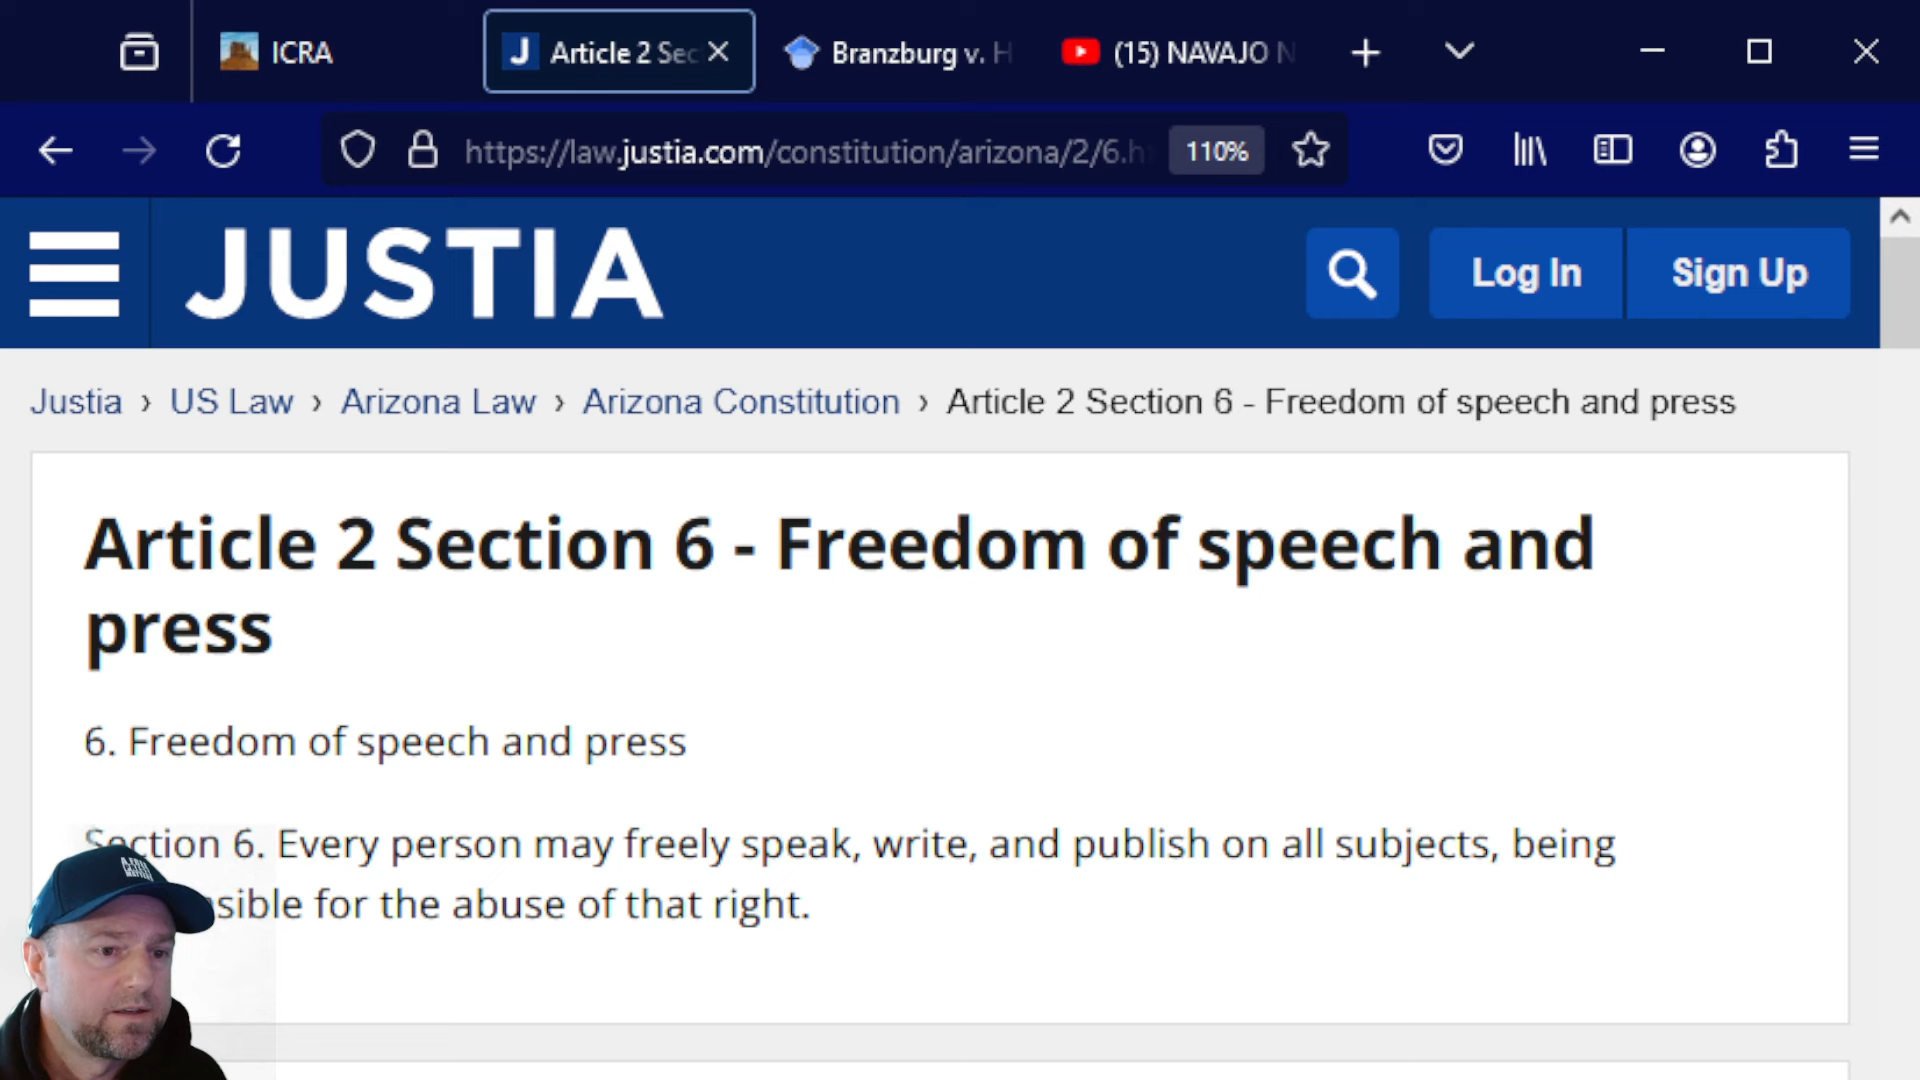 ICRA
Article 2 Sec
Branzburg v. H
(15) NAVAJO N
https://law.justia.com/constitution/arizona/2/6.h
110%
JUSTIA
Log In
Sign Up
Justia › US Law › Arizona Law › Arizona Constitution › Article 2 Section 6 - Freedom of speech and press
Article 2 Section 6 - Freedom of speech and
press
6. Freedom of speech and press
Section 6. Every person may freely speak, write, and publish on all subjects, being
sible for the abuse of that right.